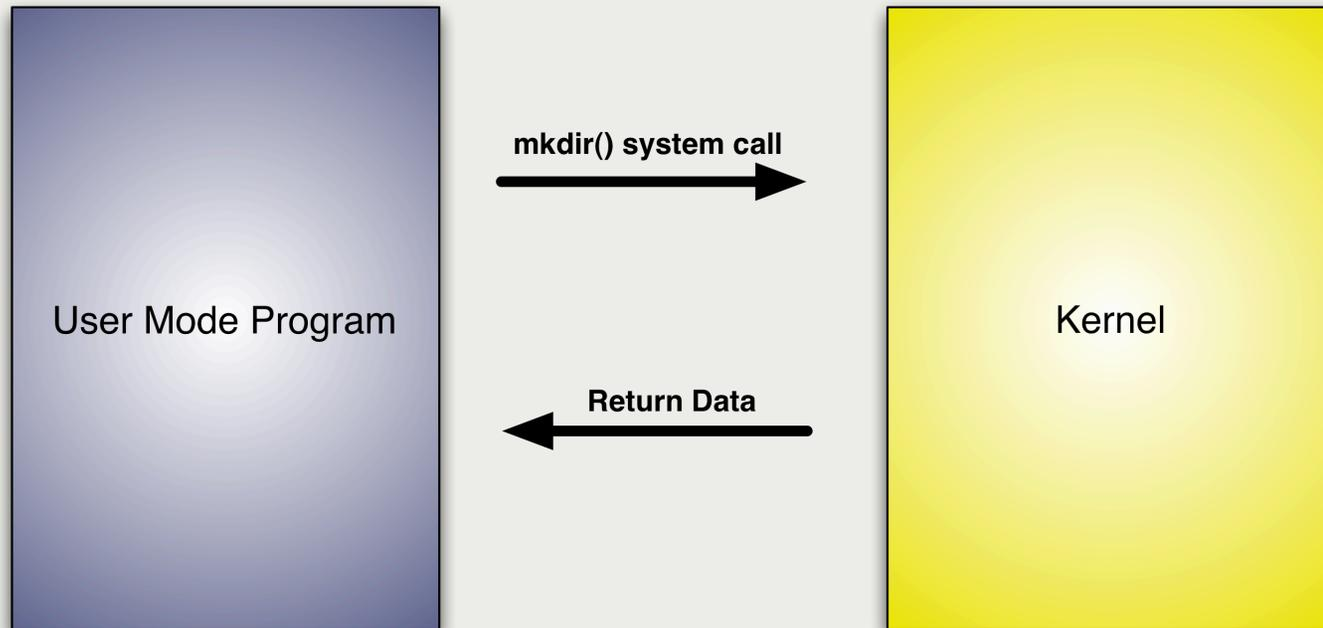 mkdir() system call
User Mode Program
Kernel
Return Data